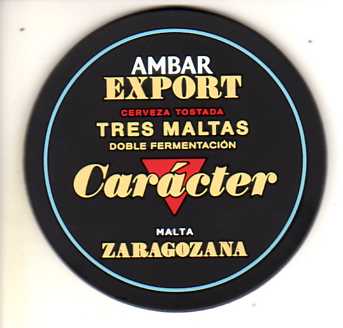 AMBAR
EXPORT
CERVEZA TOSTADA
TRES MALTAS
DOBLE FERMENTACIÓN
Carácter
MALTA
ZARAGOZANA